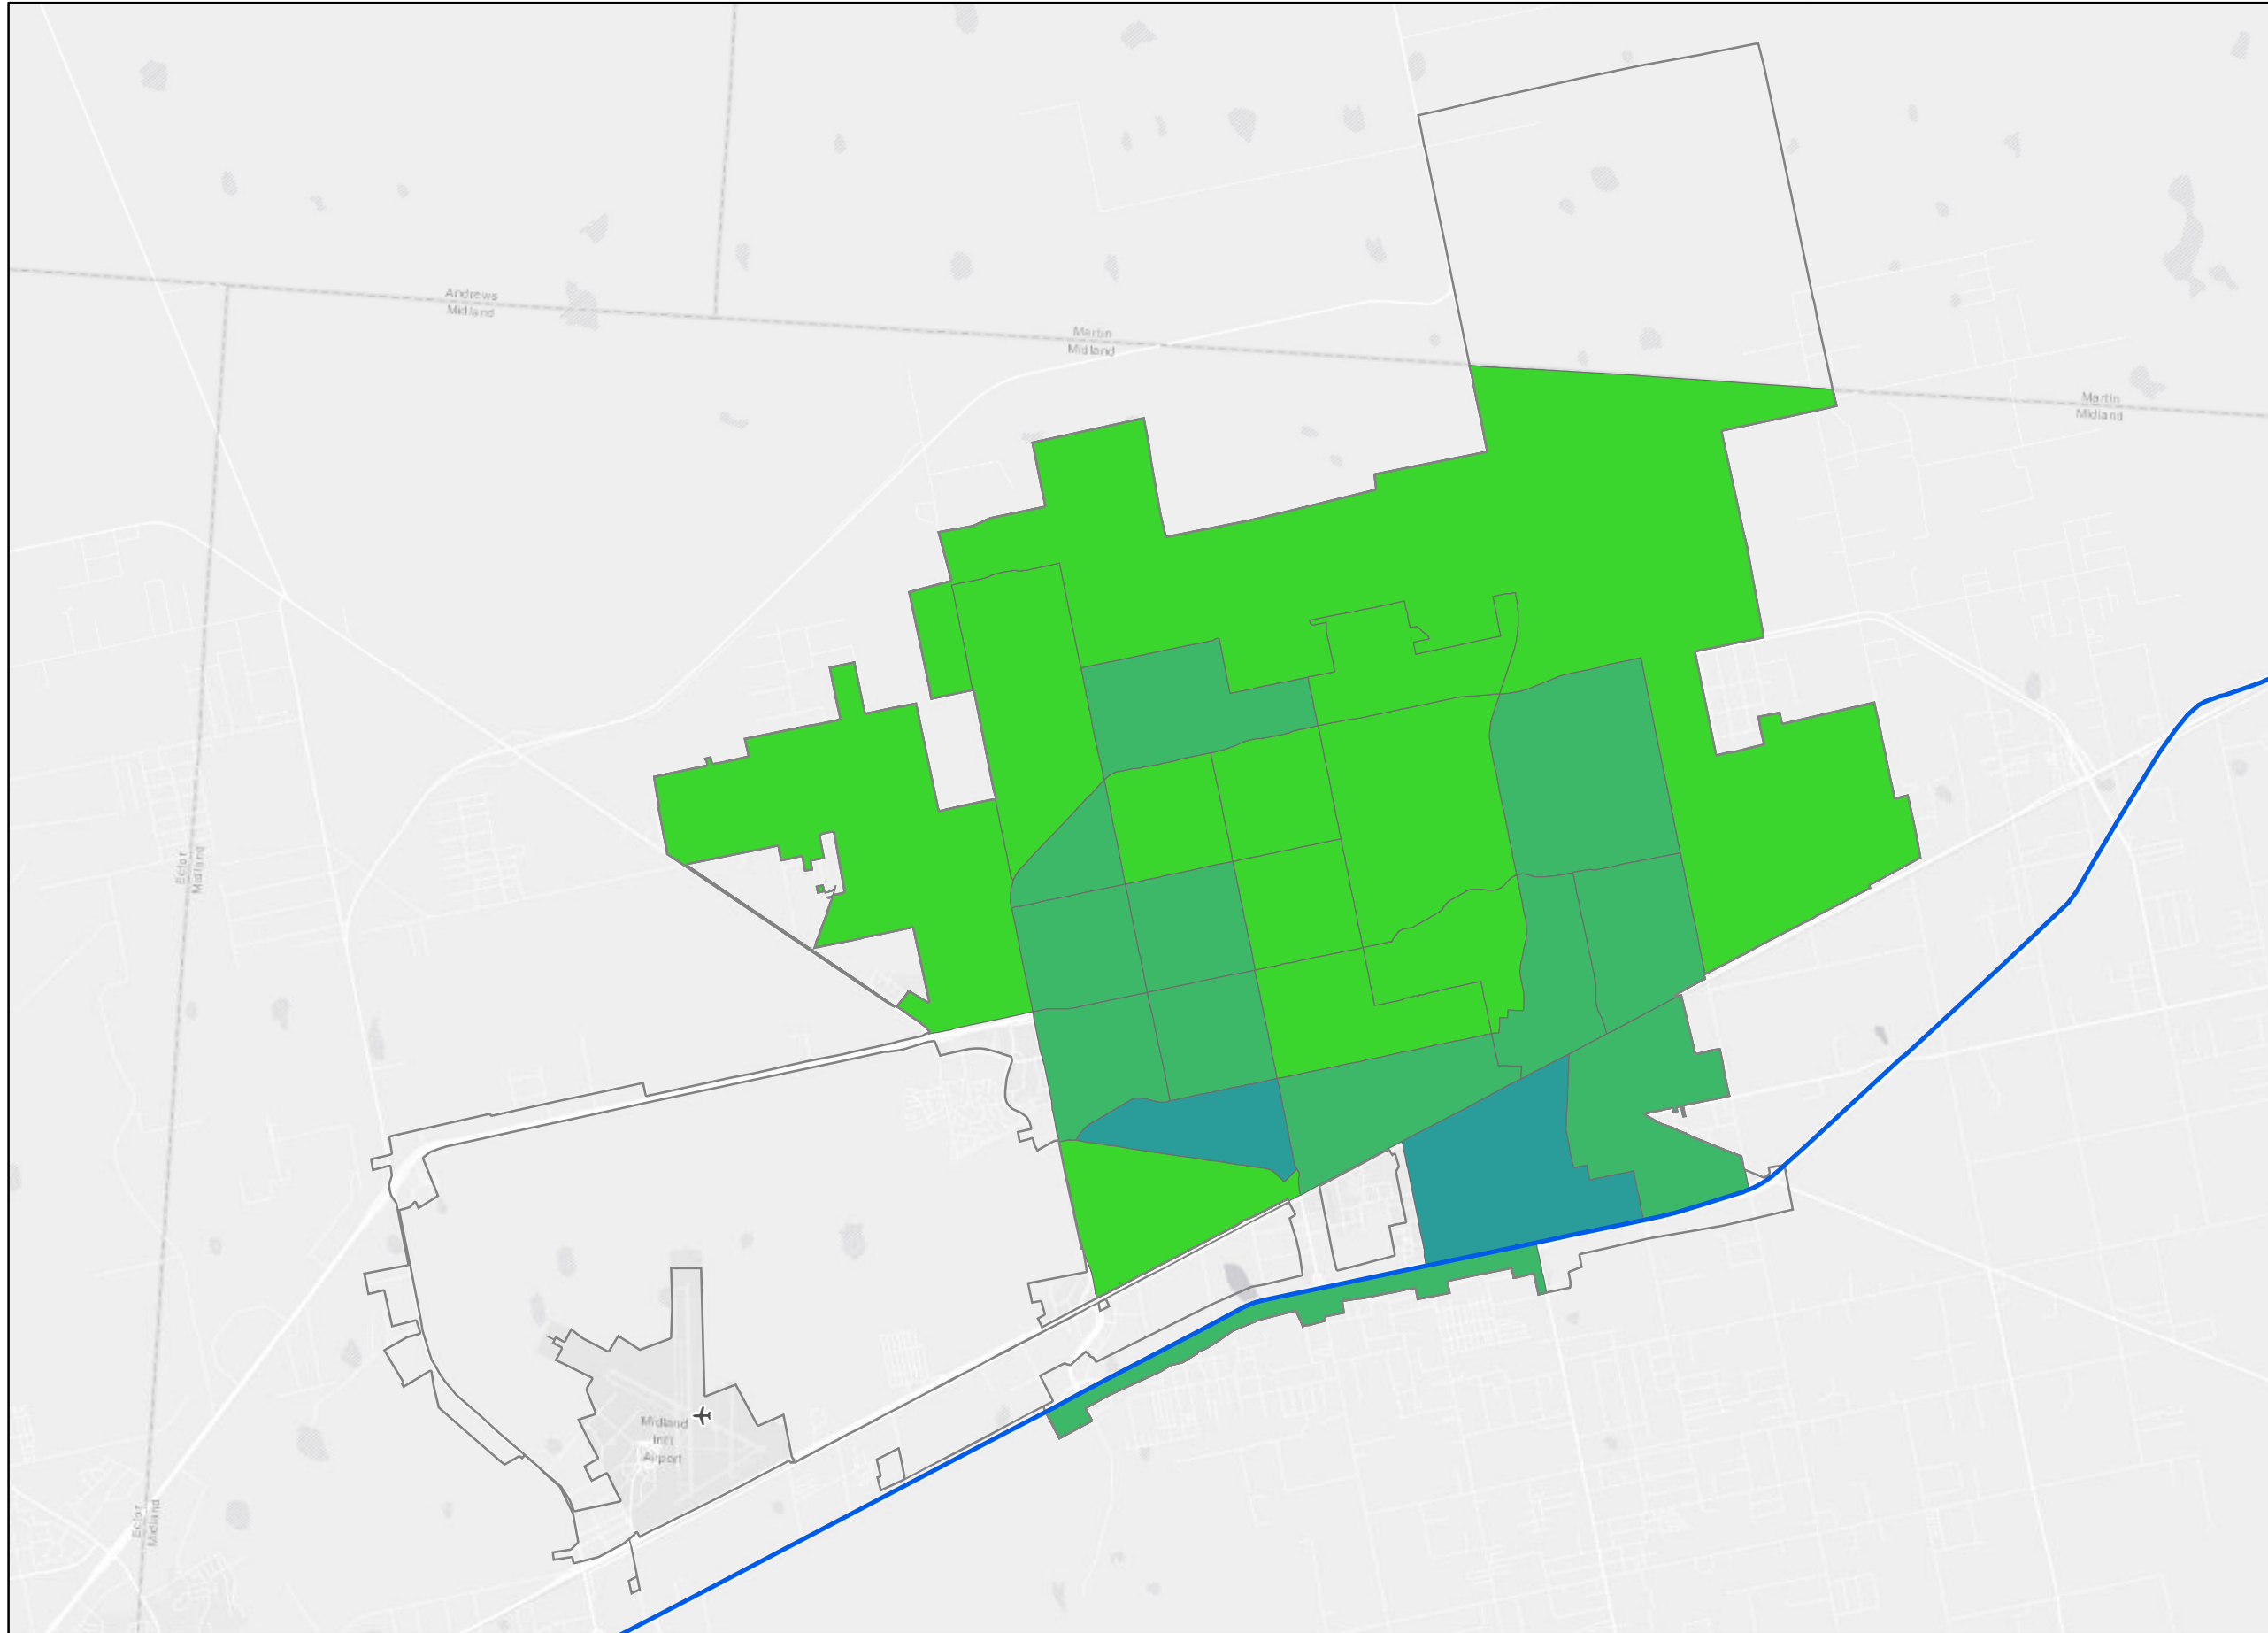 Andrews
Midland
Martin
Midland
Martin
Midland
Ector
Midland
Midland
Int'l
Airport
Ector
Midland